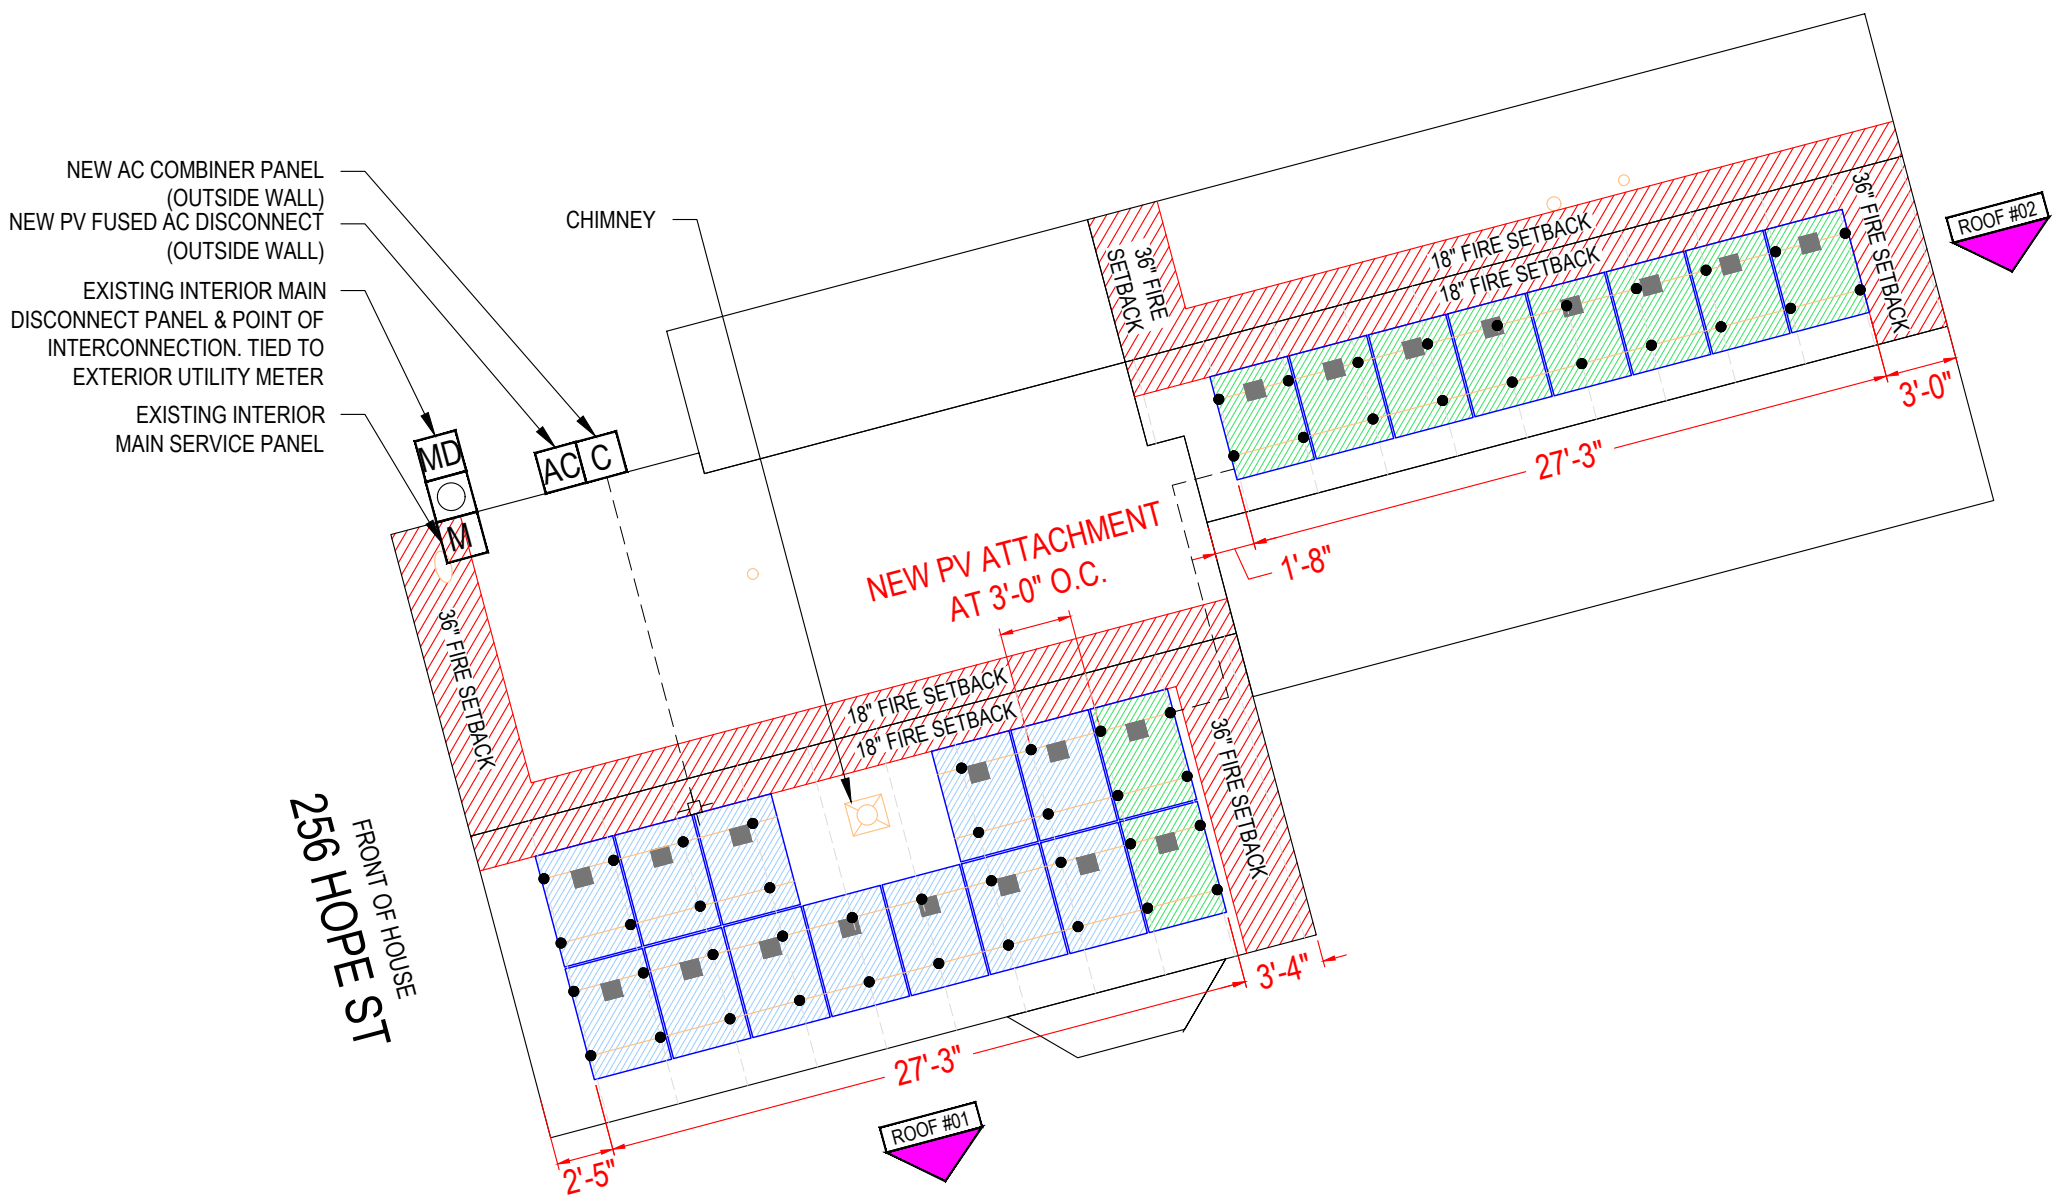 NEW AC COMBINER PANEL
(OUTSIDE WALL)
NEW PV FUSED AC DISCONNECT
(OUTSIDE WALL)
EXISTING INTERIOR MAIN
DISCONNECT PANEL & POINT OF
INTERCONNECTION. TIED TO
EXTERIOR UTILITY METER
EXISTING INTERIOR
MAIN SERVICE PANEL
CHIMNEY
MD
M
AC
C
36" FIRE
SETBACK
18" FIRE SETBACK
18" FIRE SETBACK
36" FIRE SETBACK
ROOF #02
3'-0"
27'-3"
1'-8"
NEW PV ATTACHMENT
AT 3'-0" O.C.
36" FIRE SETBACK
18" FIRE SETBACK
18" FIRE SETBACK
36" FIRE SETBACK
FRONT OF HOUSE
256 HOPE ST
3'-4"
27'-3"
2'-5"
ROOF #01